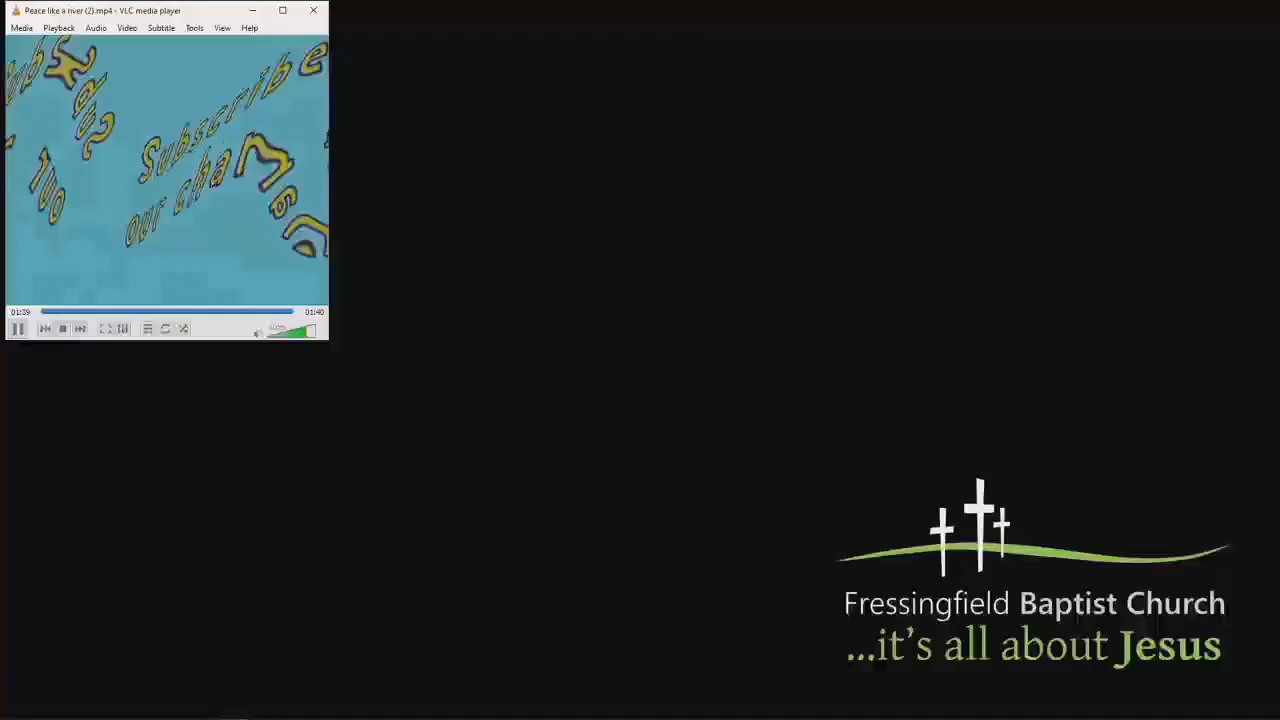 Peace like a river (2).mp4 - VLC media player
Media Playback Audio Video Subtitle Tools View Help
Subscribe
our cha
01:39
01:40
Fressingfield Baptist Church
...it's all about Jesus